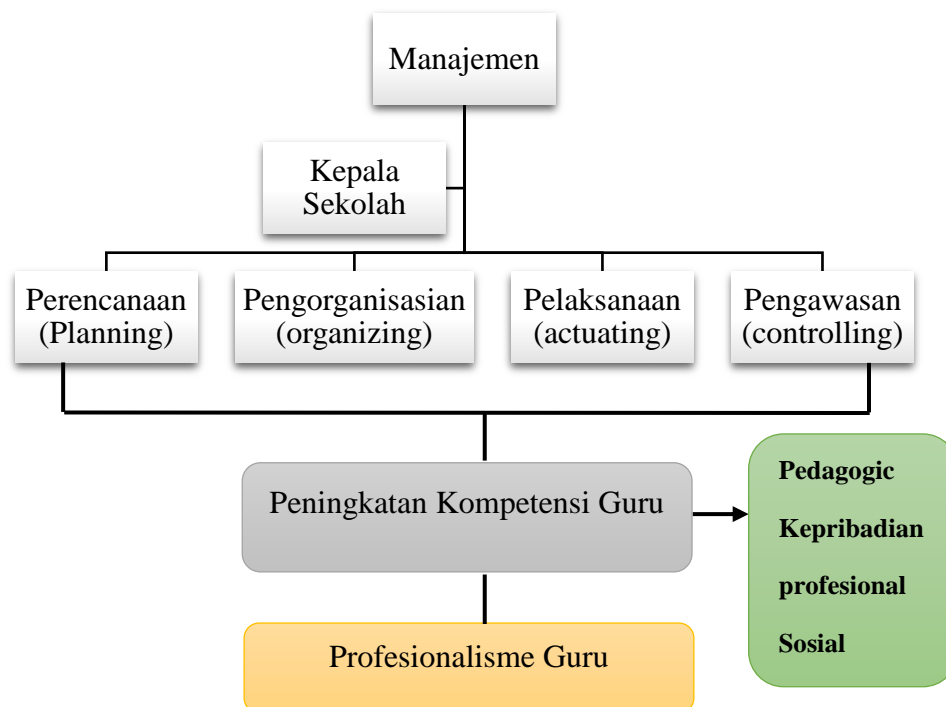 Manajemen
Kepala
Sekolah
Perencanaan
(Planning)
Pengorganisasian
(organizing)
Pelaksanaan
(actuating)
Pengawasan
(controlling)
Peningkatan Kompetensi Guru
Pedagogic
Kepribadian
profesional
Sosial
Profesionalisme Guru